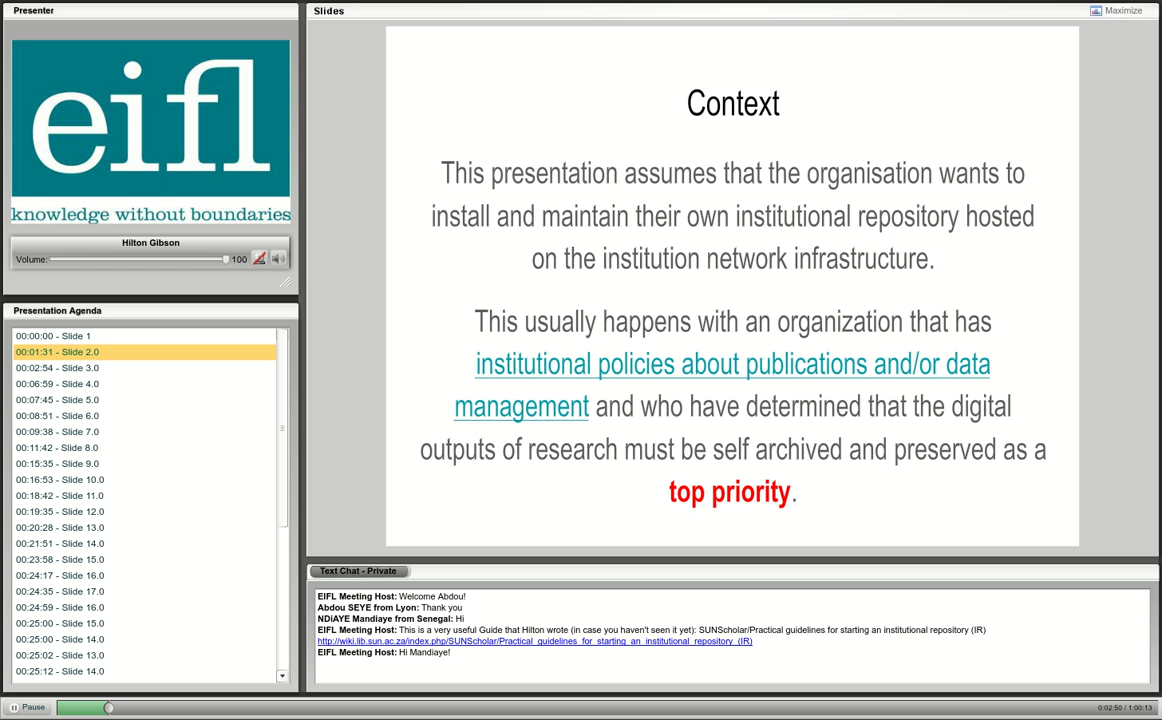 Presenter
eifl
knowledge without boundaries
Hilton Gibson
Volume: 100
Presentation Agenda
00:00:00 - Slide 1
00:01:31 - Slide 2.0
00:02:54 - Slide 3.0
00:06:59 - Slide 4.0
00:07:45 - Slide 5.0
00:08:51 - Slide 6.0
00:09:38 - Slide 7.0
00:11:42 - Slide 8.0
00:15:35 - Slide 9.0
00:16:53 - Slide 10.0
00:18:42 - Slide 11.0
00:19:35 - Slide 12.0
00:20:28 - Slide 13.0
00:21:51 - Slide 14.0
00:23:58 - Slide 15.0
00:24:17 - Slide 16.0
00:24:35 - Slide 17.0
00:24:59 - Slide 16.0
00:25:00 - Slide 15.0
00:25:00 - Slide 14.0
00:25:02 - Slide 13.0
00:25:12 - Slide 14.0
Slides
Maximize
Context
This presentation assumes that the organisation wants to
install and maintain their own institutional repository hosted
on the institution network infrastructure.
This usually happens with an organization that has
institutional policies about publications and/or data
management and who have determined that the digital
outputs of research must be self archived and preserved as a
top priority.
Text Chat - Private
EIFL Meeting Host: Welcome Abdou!
Abdou SEYE from Lyon: Thank you
NDiAYE Mandiaye from Senegal: Hi
EIFL Meeting Host: This is a very useful Guide that Hilton wrote (in case you haven't seen it yet): SUNScholar/Practical guidelines for starting an institutional repository (IR)
http://wiki.lib.sun.ac.za/index.php/SUNScholar/Practical_guidelines_for_starting_an_institutional_repository_(IR)
EIFL Meeting Host: Hi Mandiaye!
Pause
0:02:50 / 1:00:13